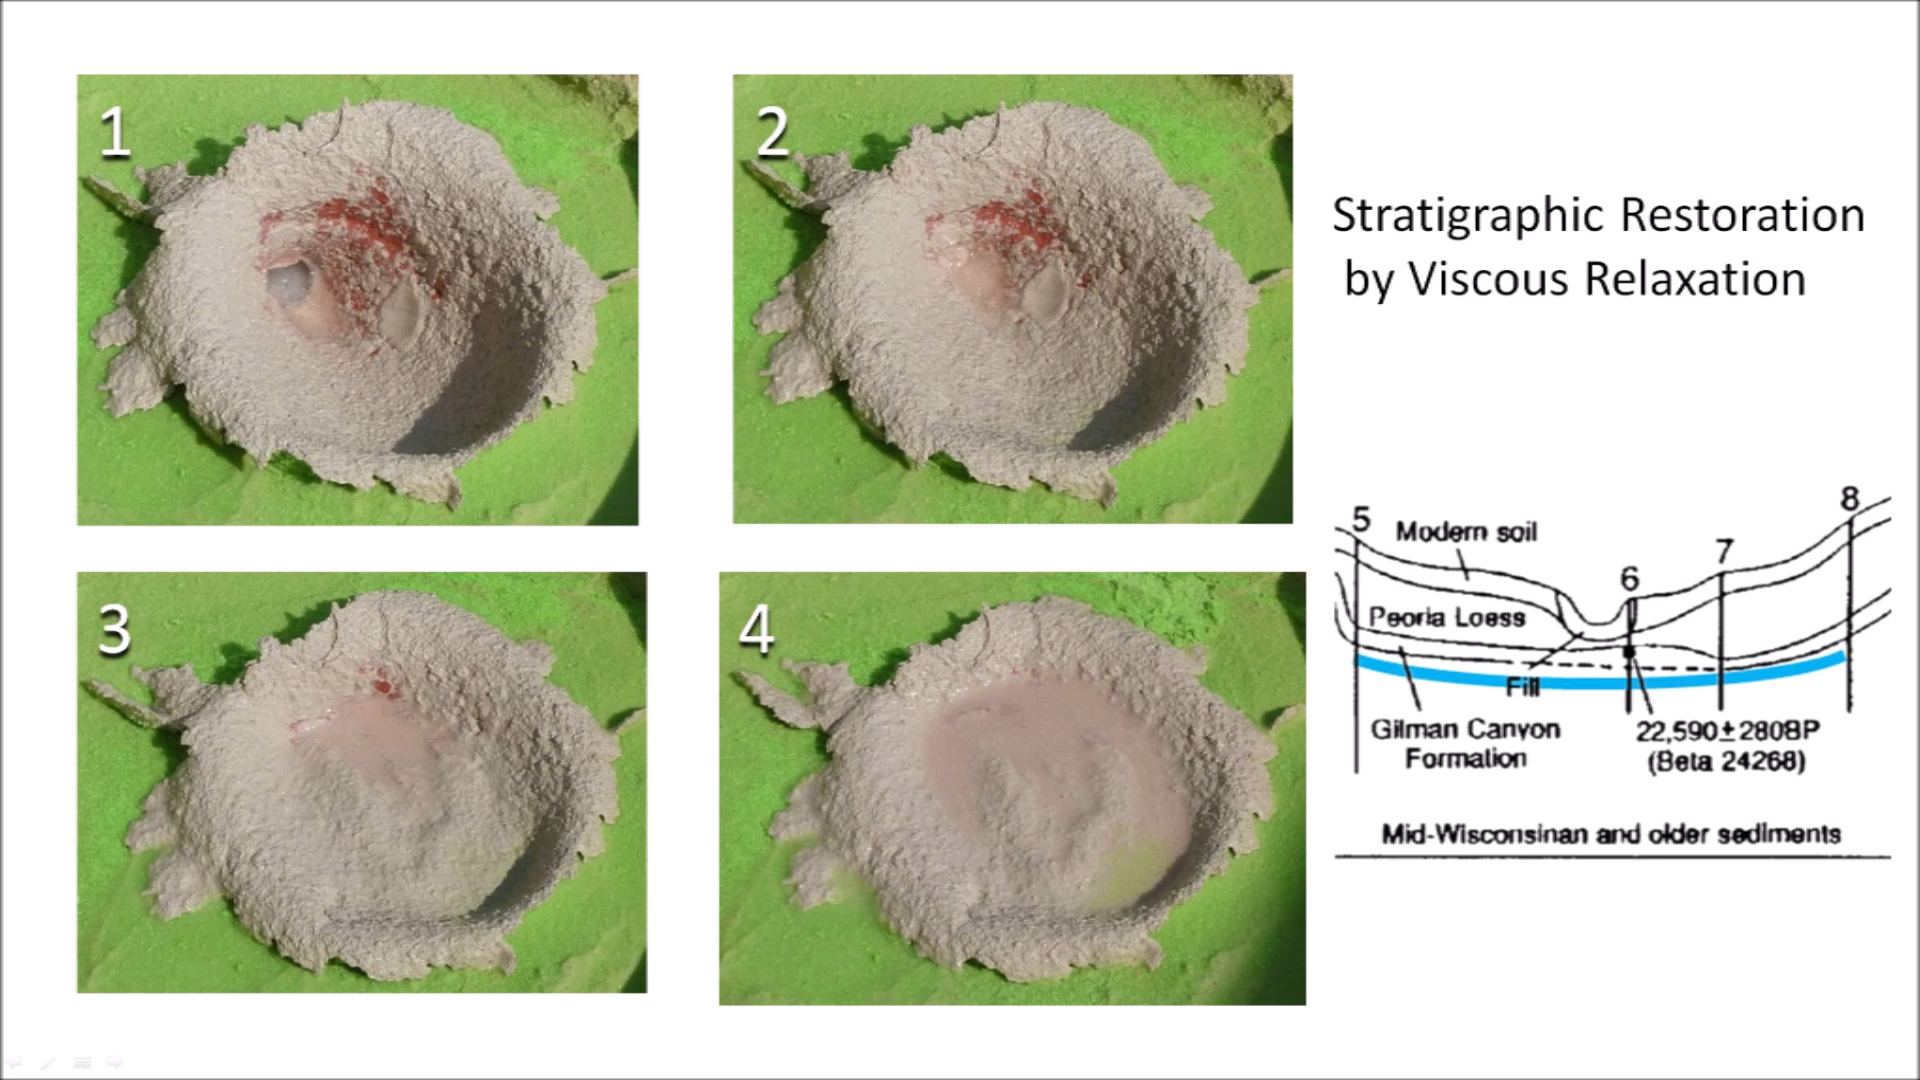 1
2
Stratigraphic Restoration
by Viscous Relaxation
3
4
5
Modern soil
6
7
8
Peoria Loess
Fill
Gilman Canyon
Formation
22,590±280BP
(Beta 24268)
Mid-Wisconsinan and older sediments